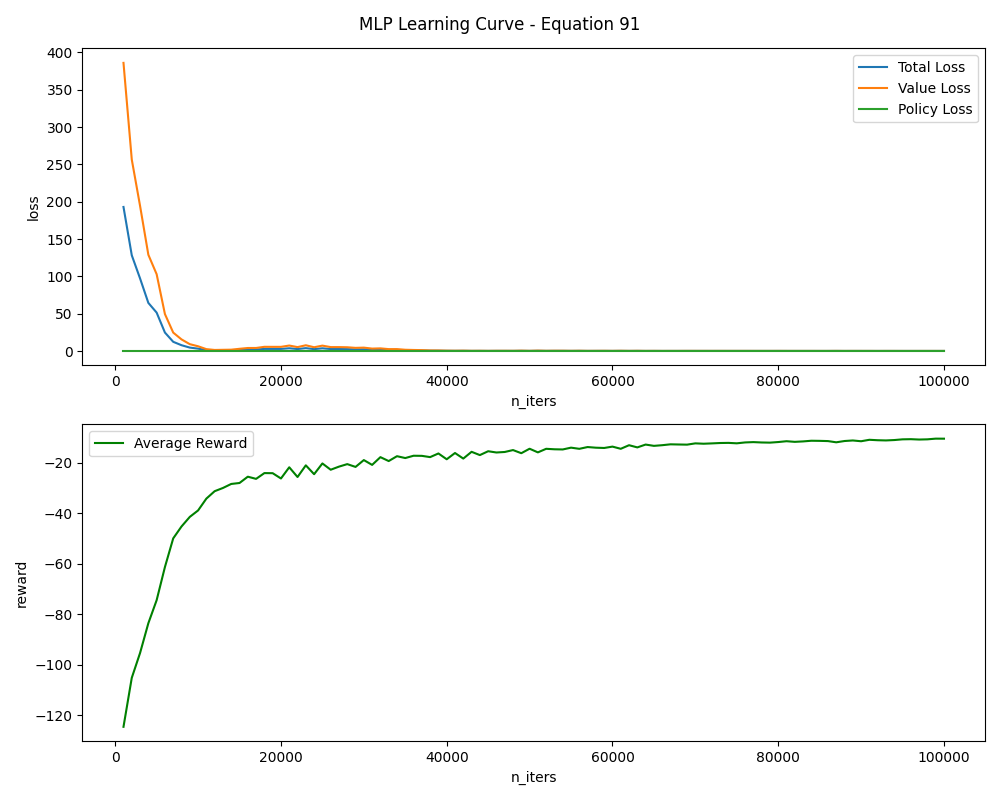 MLP Learning Curve - Equation 91
400
350
300
250
200
150
100
50
0
loss
Total Loss
Value Loss
Policy Loss
0 20000 40000 60000 80000 100000
n_iters
Average Reward
−20
−40
−60
−80
−100
−120
reward
0 20000 40000 60000 80000 100000
n_iters